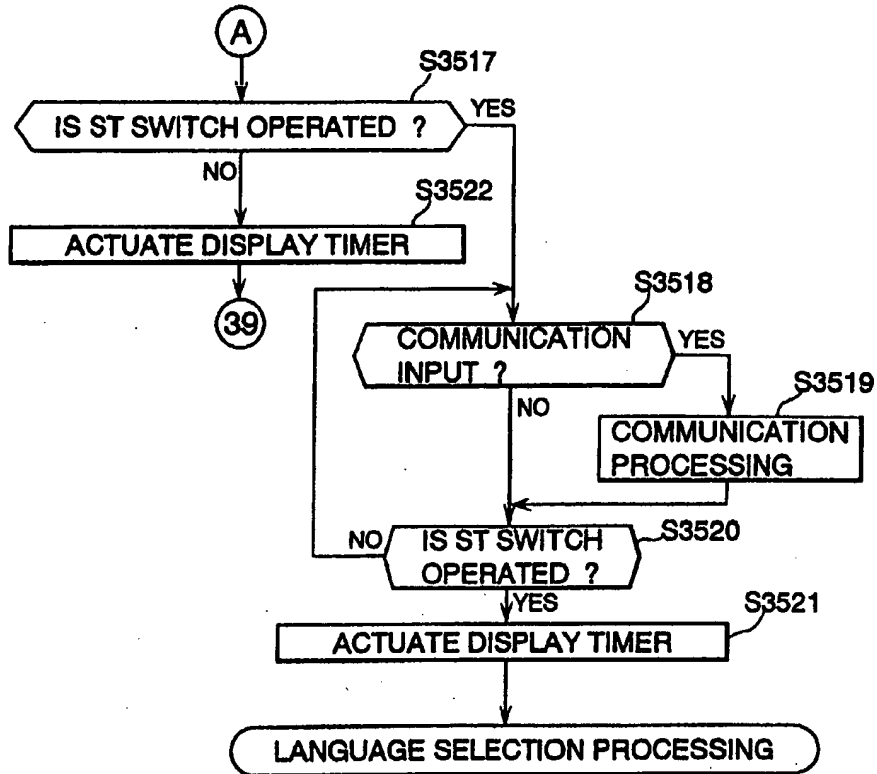 A
S3517
IS ST SWITCH OPERATED ?
YES
NO
S3522
ACTUATE DISPLAY TIMER
39
S3518
COMMUNICATION
INPUT ?
YES
NO
S3519
COMMUNICATION
PROCESSING
S3520
IS ST SWITCH
OPERATED ?
NO
YES
S3521
ACTUATE DISPLAY TIMER
LANGUAGE SELECTION PROCESSING